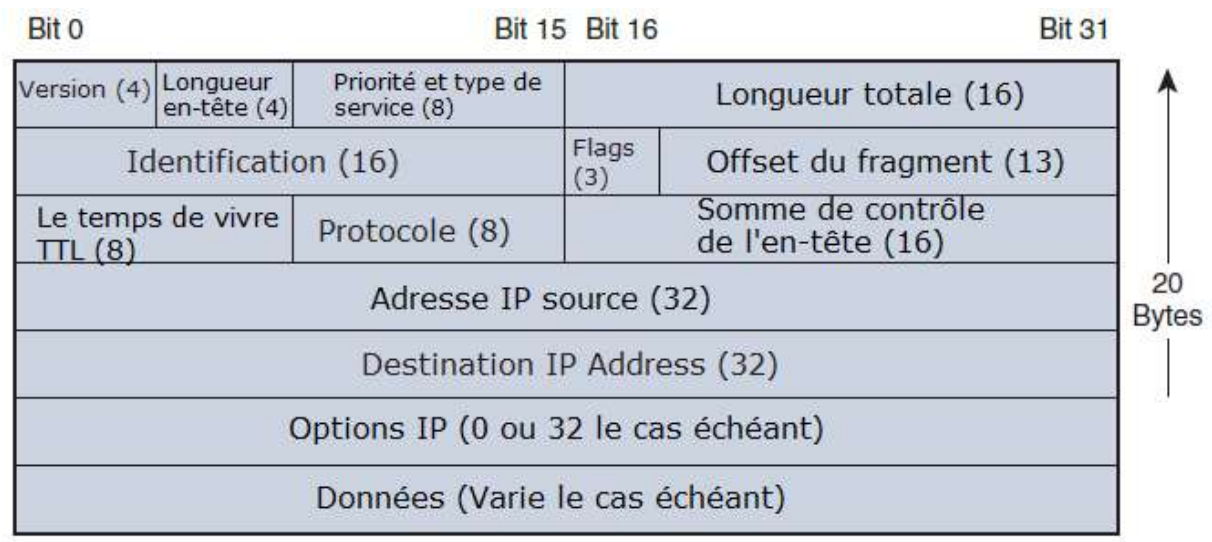 Bit 0 Bit 15 Bit 16 Bit 31
Version (4)
Longueur
en-tête (4)
Priorité et type de
service (8)
Longueur totale (16)
Identification (16)
Flags
(3)
Offset du fragment (13)
Le temps de vivre
TTL (8)
Protocole (8)
Somme de contrôle
de l'en-tête (16)
Adresse IP source (32)
20
Bytes
Destination IP Address (32)
Options IP (0 ou 32 le cas échéant)
Données (Varie le cas échéant)